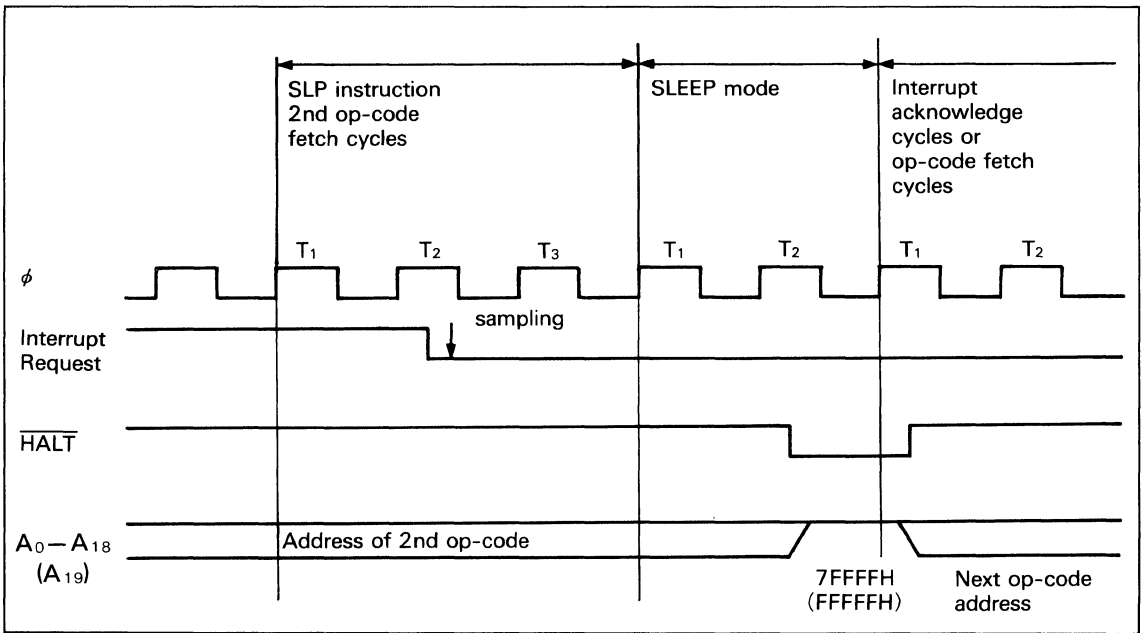 SLP instruction
2nd op-code
fetch cycles
SLEEP mode
Interrupt
acknowledge
cycles or
op-code fetch
cycles
T1 T2 T3 T1 T2 T1 T2
ϕ
sampling
Interrupt
Request
HALT
A0—A18
(A19)
Address of 2nd op-code
7FFFFH
(FFFFFH)
Next op-code
address